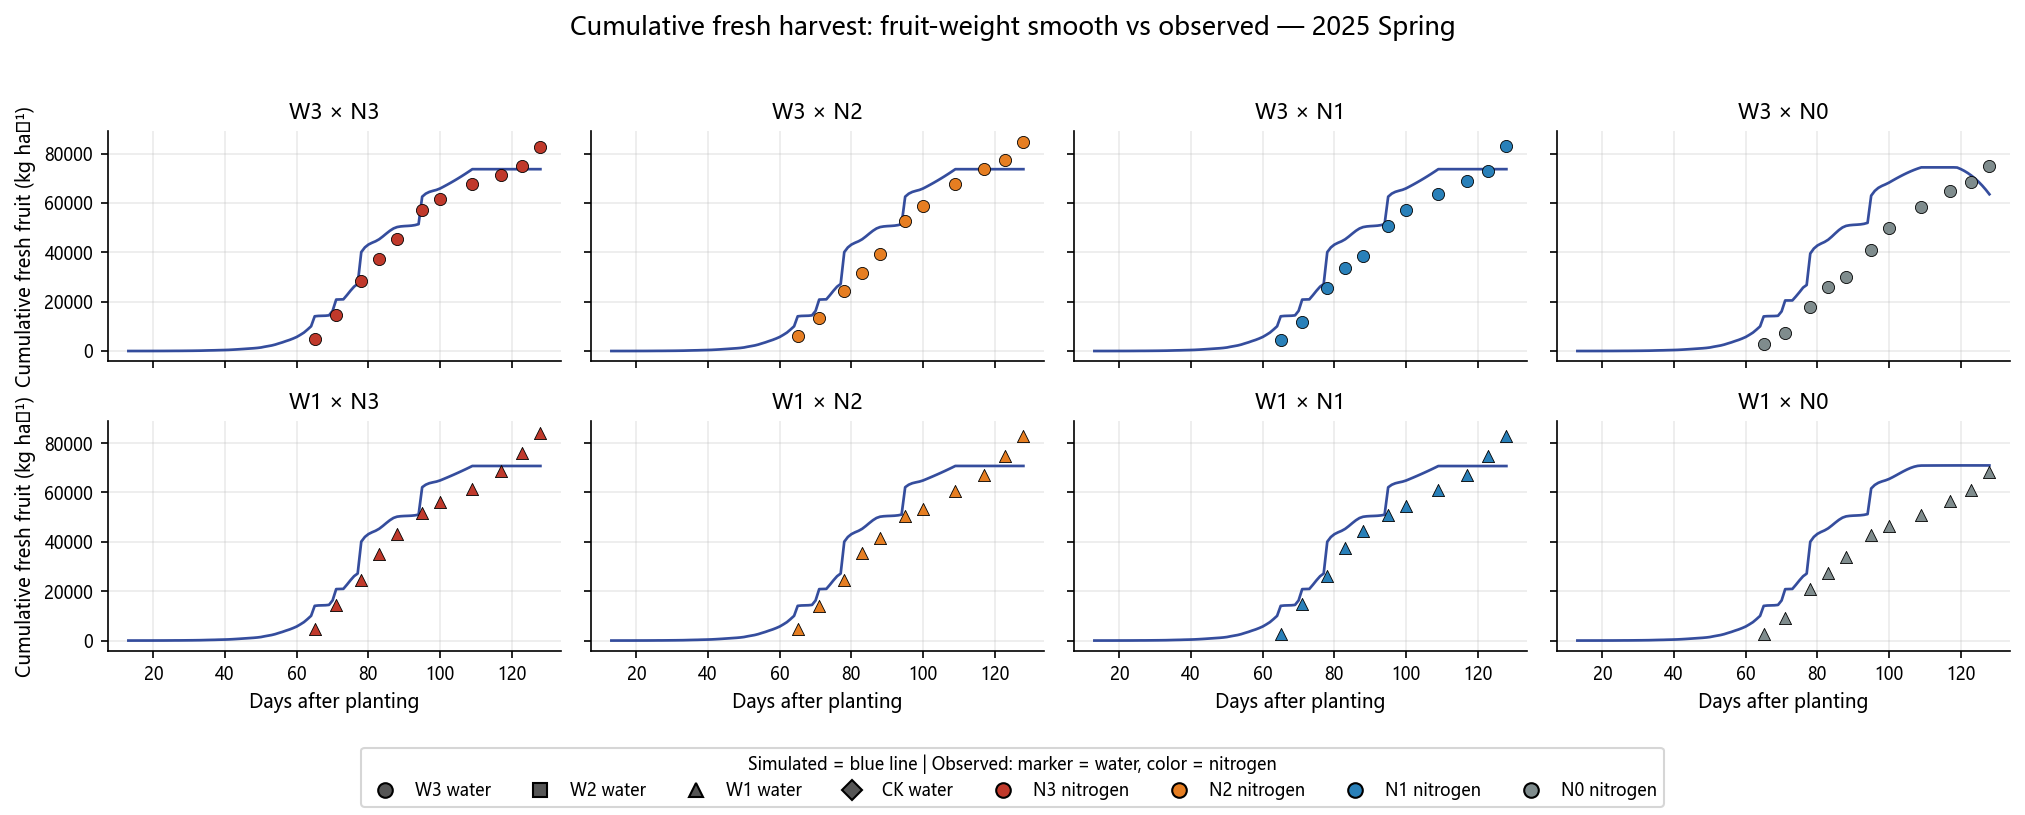 Cumulative fresh harvest: fruit-weight smooth vs observed — 2025 Spring
W3 × N3
W3 × N2
W3 × N1
W3 × N0
Cumulative fresh fruit (kg ha□¹)
80000
60000
40000
20000
0
W1 × N3
W1 × N2
W1 × N1
W1 × N0
Cumulative fresh fruit (kg ha□¹)
80000
60000
40000
20000
0
20 40 60 80 100 120
20 40 60 80 100 120
20 40 60 80 100 120
20 40 60 80 100 120
Days after planting
Days after planting
Days after planting
Days after planting
Simulated = blue line | Observed: marker = water, color = nitrogen
W3 water W2 water W1 water CK water N3 nitrogen N2 nitrogen N1 nitrogen N0 nitrogen